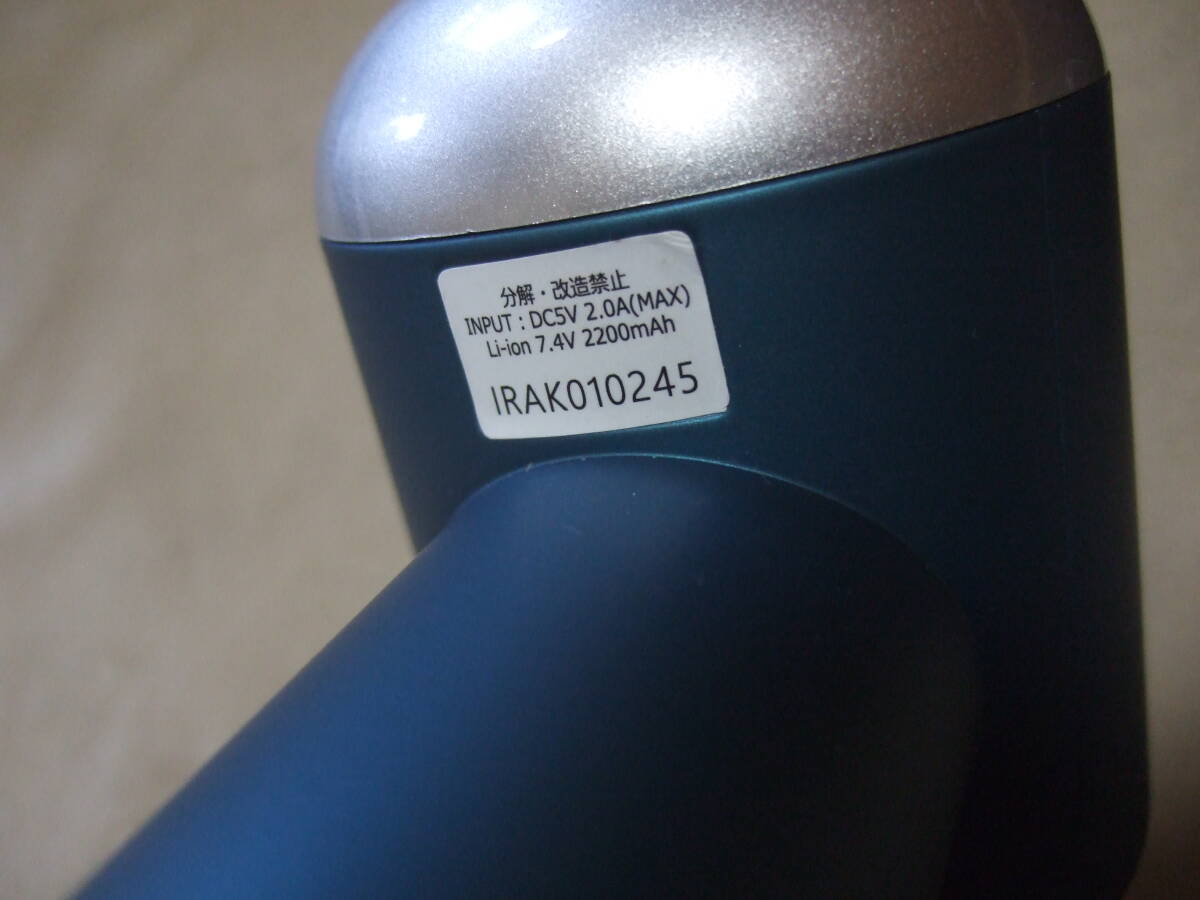 分解・改造禁止
INPUT : DC5V 2.0A(MAX)
Li-ion 7.4V 2200mAh
IRAK010245